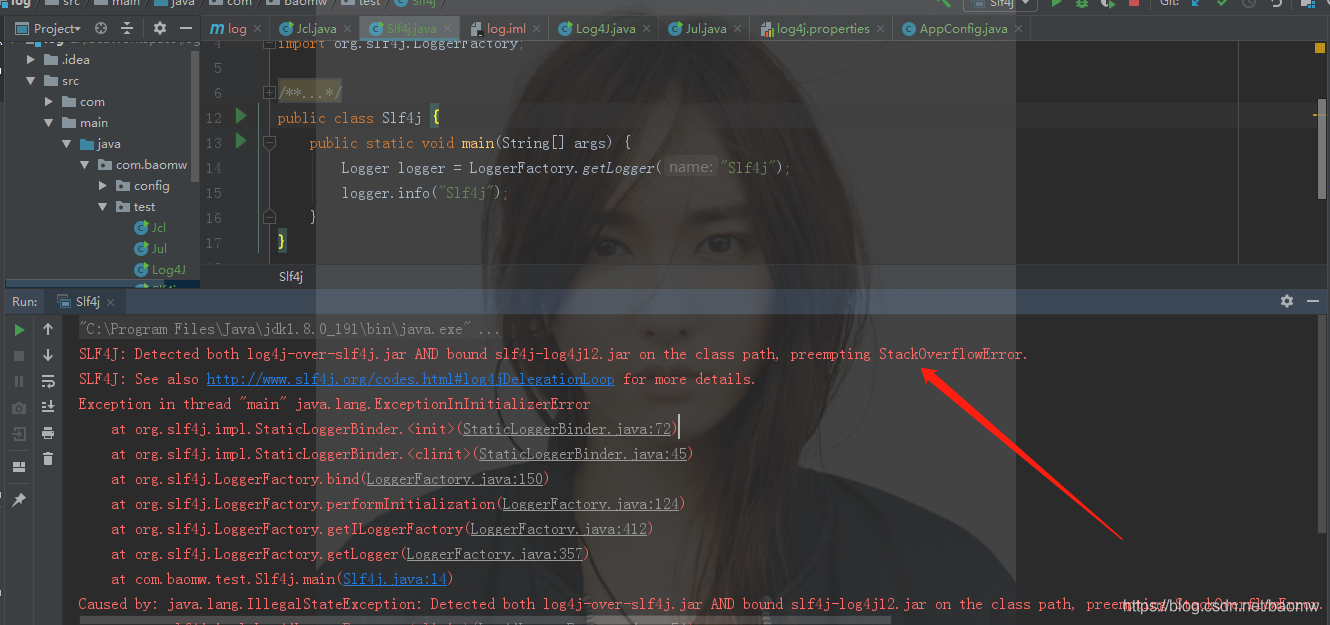 log src main java com baomw test Slf4j
Slf4j Git:
Project
m log Jcl.java Slf4j.java log.iml Log4J.java Jul.java log4j.properties AppConfig.java
.idea
src
com
main
java
com.baomw
config
test
Jcl
Jul
Log4J
4 import org.slf4j.LoggerFactory;
5
6 /**...*/
12 public class Slf4j {
13 public static void main(String[] args) {
14 Logger logger = LoggerFactory.getLogger( name: "Slf4j");
15 logger.info("Slf4j");
16 }
17 }
Slf4j
Run: Slf4j
"C:\Program Files\Java\jdk1.8.0_191\bin\java.exe" ...
SLF4J: Detected both log4j-over-slf4j.jar AND bound slf4j-log4j12.jar on the class path, preempting StackOverflowError.
SLF4J: See also http://www.slf4j.org/codes.html#log4jDelegationLoop for more details.
Exception in thread "main" java.lang.ExceptionInInitializerError
at org.slf4j.impl.StaticLoggerBinder.<init>(StaticLoggerBinder.java:72)
at org.slf4j.impl.StaticLoggerBinder.<clinit>(StaticLoggerBinder.java:45)
at org.slf4j.LoggerFactory.bind(LoggerFactory.java:150)
at org.slf4j.LoggerFactory.performInitialization(LoggerFactory.java:124)
at org.slf4j.LoggerFactory.getILoggerFactory(LoggerFactory.java:412)
at org.slf4j.LoggerFactory.getLogger(LoggerFactory.java:357)
at com.baomw.test.Slf4j.main(Slf4j.java:14)
Caused by: java.lang.IllegalStateException: Detected both log4j-over-slf4j.jar AND bound slf4j-log4j12.jar on the class path, preempting StackOverflowError.
https://blog.csdn.net/baomw